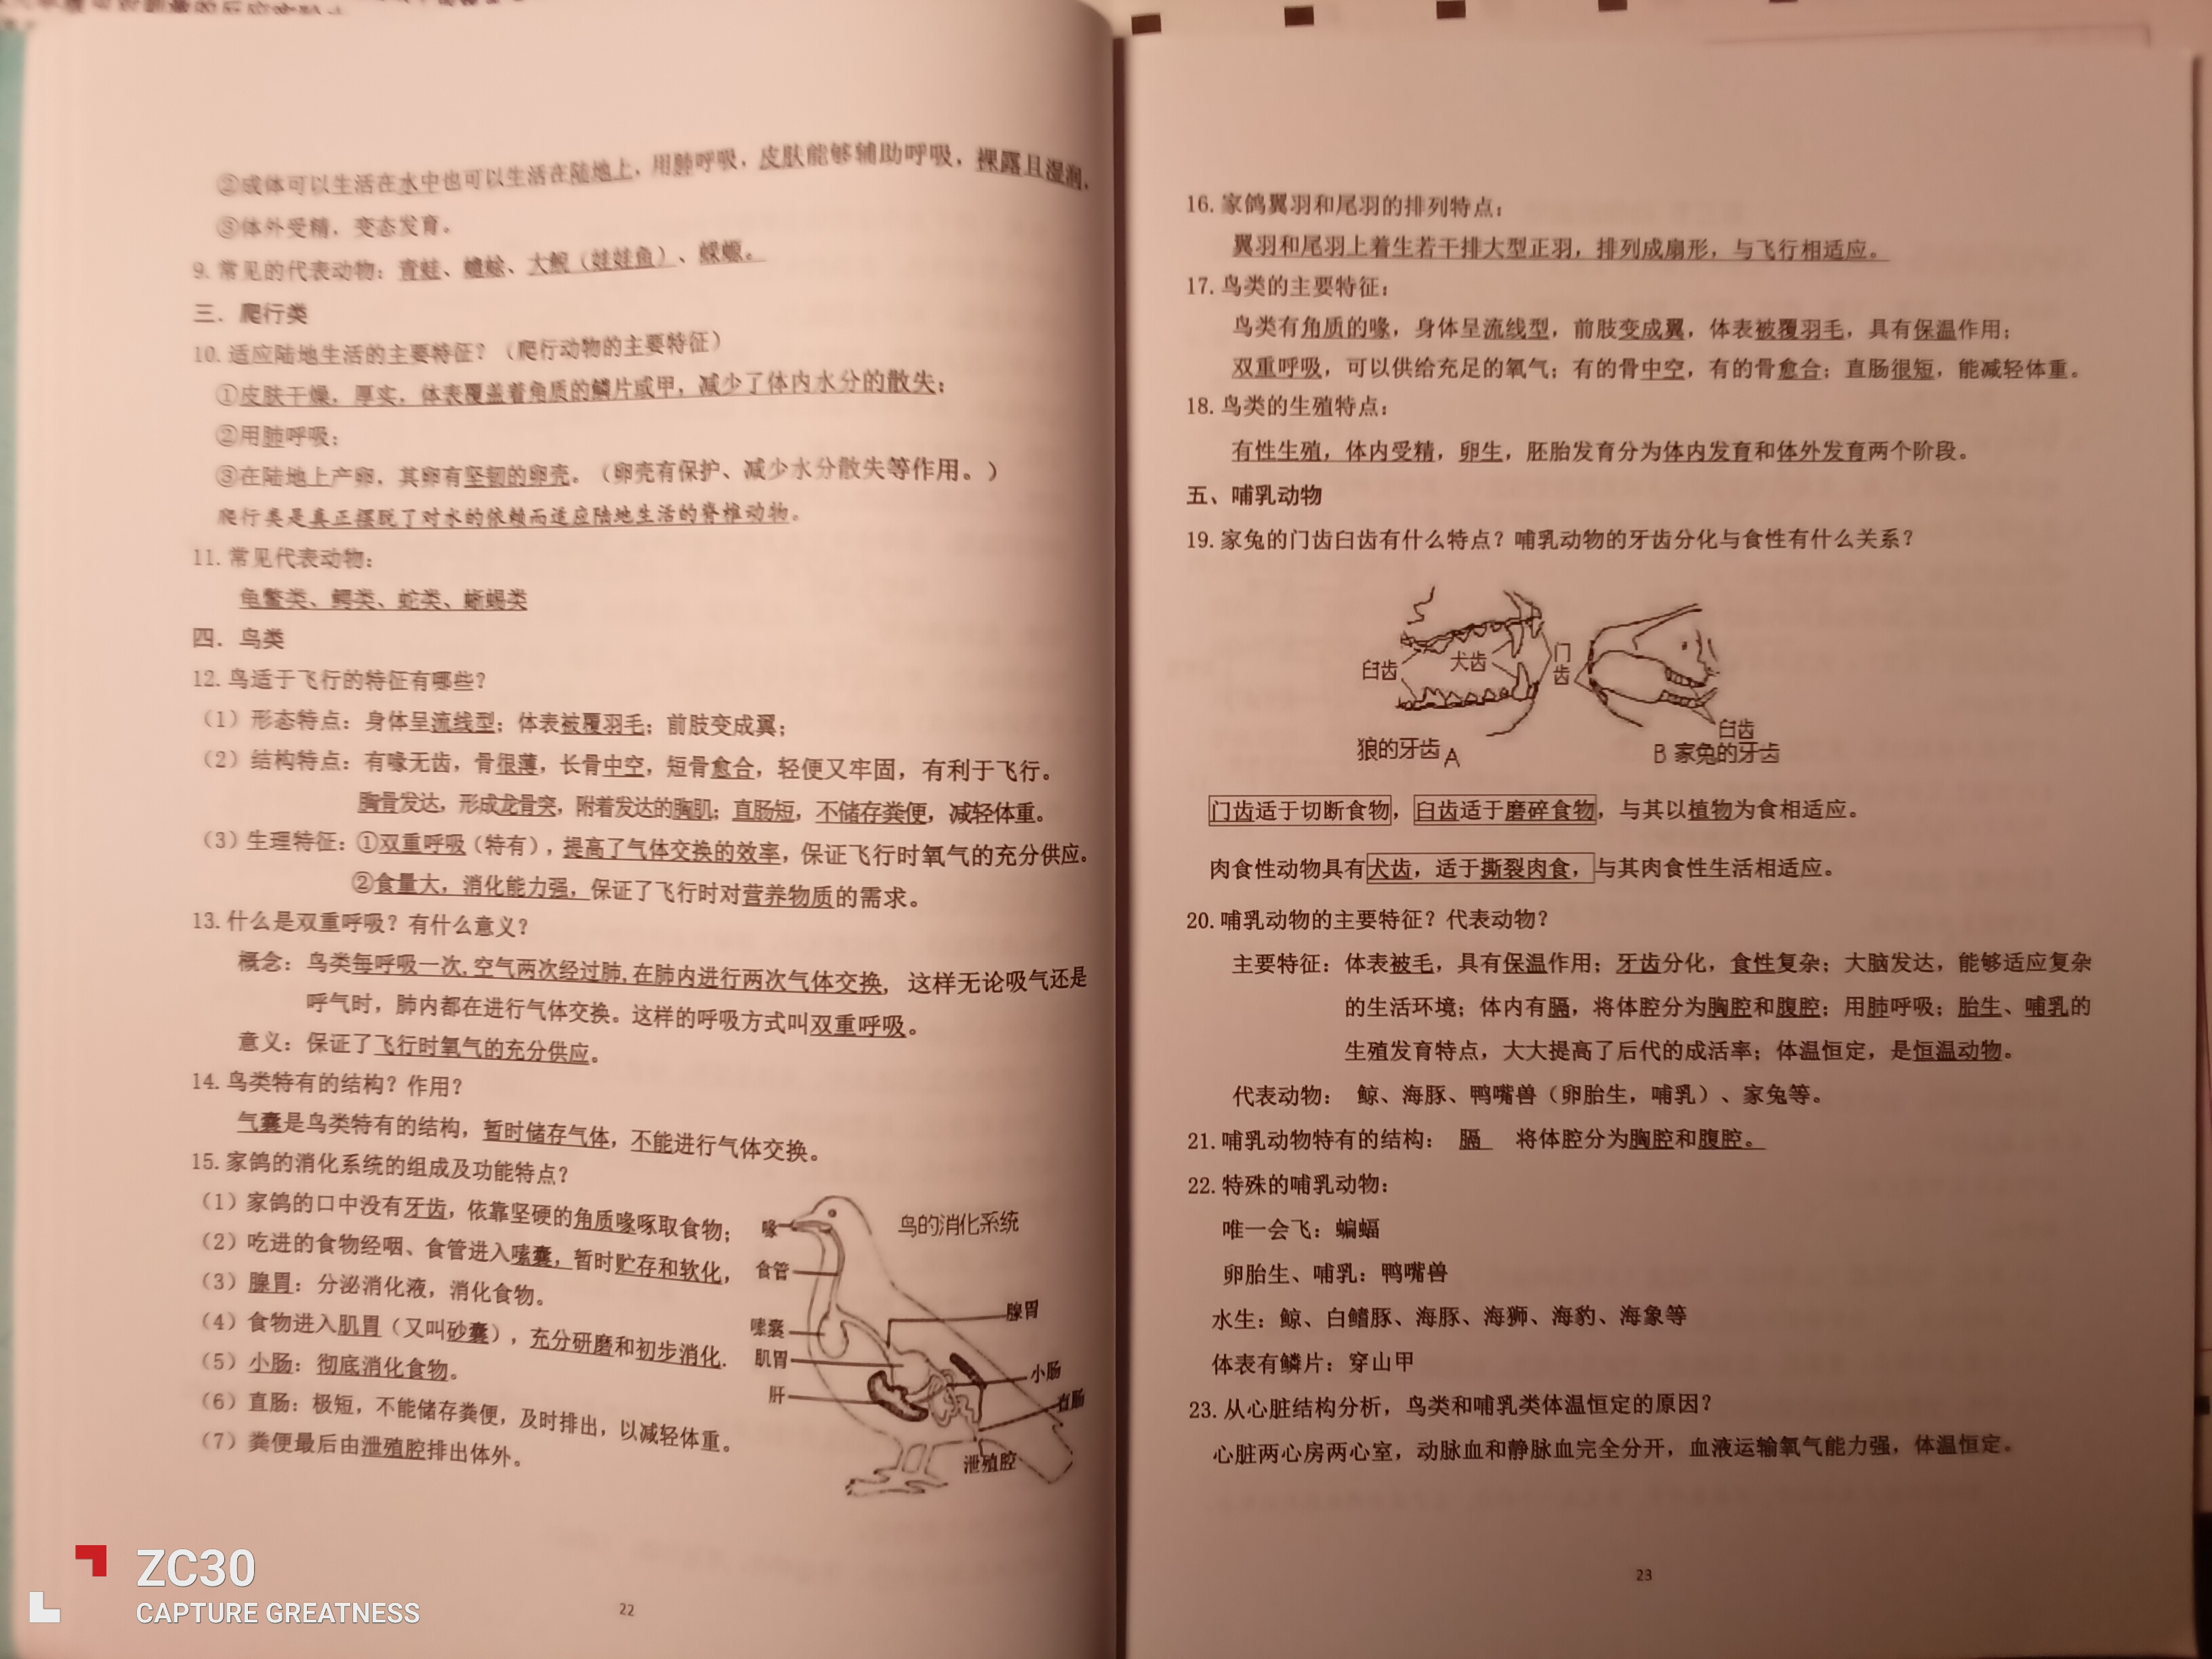 ②成体可以生活在水中也可以生活在陆地上，用肺呼吸，皮肤能够辅助呼吸，裸露且湿润，
③体外受精，变态发育。
9.常见的代表动物：青蛙、蟾蜍、大鲵（娃娃鱼）、蝾螈。
三．爬行类
10.适应陆地生活的主要特征？（爬行动物的主要特征）
①皮肤干燥，厚实，体表覆盖着角质的鳞片或甲，减少了体内水分的散失；
②用肺呼吸；
③在陆地上产卵，其卵有坚韧的卵壳。（卵壳有保护、减少水分散失等作用。）
爬行类是真正摆脱了对水的依赖而适应陆地生活的脊椎动物。
11.常见代表动物：
龟鳖类、鳄类、蛇类、蜥蜴类
四．鸟类
12.鸟适于飞行的特征有哪些？
（1）形态特点：身体呈流线型；体表被覆羽毛；前肢变成翼；
（2）结构特点：有喙无齿，骨很薄，长骨中空，短骨愈合，轻便又牢固，有利于飞行。
胸骨发达，形成龙骨突，附着发达的胸肌；直肠短，不储存粪便，减轻体重。
（3）生理特征：①双重呼吸（特有），提高了气体交换的效率，保证飞行时氧气的充分供应。
②食量大，消化能力强，保证了飞行时对营养物质的需求。
13.什么是双重呼吸？有什么意义？
概念：鸟类每呼吸一次,空气两次经过肺,在肺内进行两次气体交换，这样无论吸气还是
呼气时，肺内都在进行气体交换。这样的呼吸方式叫双重呼吸。
意义：保证了飞行时氧气的充分供应。
14.鸟类特有的结构？作用？
气囊是鸟类特有的结构，暂时储存气体，不能进行气体交换。
15.家鸽的消化系统的组成及功能特点？
（1）家鸽的口中没有牙齿，依靠坚硬的角质喙啄取食物；
（2）吃进的食物经咽、食管进入嗉囊，暂时贮存和软化，
（3）腺胃：分泌消化液，消化食物。
（4）食物进入肌胃（又叫砂囊），充分研磨和初步消化.
（5）小肠：彻底消化食物。
（6）直肠：极短，不能储存粪便，及时排出，以减轻体重。
（7）粪便最后由泄殖腔排出体外。
鸟的消化系统
喙
食管
嗉囊
肌胃
肝
腺胃
小肠
直肠
泄殖腔
22
16.家鸽翼羽和尾羽的排列特点：
翼羽和尾羽上着生若干排大型正羽，排列成扇形，与飞行相适应。
17.鸟类的主要特征：
鸟类有角质的喙，身体呈流线型，前肢变成翼，体表被覆羽毛，具有保温作用；
双重呼吸，可以供给充足的氧气；有的骨中空，有的骨愈合；直肠很短，能减轻体重。
18.鸟类的生殖特点：
有性生殖，体内受精，卵生，胚胎发育分为体内发育和体外发育两个阶段。
五、哺乳动物
19.家兔的门齿臼齿有什么特点？哺乳动物的牙齿分化与食性有什么关系？
臼齿
犬齿
门齿
臼齿
狼的牙齿 A
B 家兔的牙齿
门齿适于切断食物，臼齿适于磨碎食物，与其以植物为食相适应。
肉食性动物具有犬齿，适于撕裂肉食，与其肉食性生活相适应。
20.哺乳动物的主要特征？代表动物？
主要特征：体表被毛，具有保温作用；牙齿分化，食性复杂；大脑发达，能够适应复杂
的生活环境；体内有膈，将体腔分为胸腔和腹腔；用肺呼吸；胎生、哺乳的
生殖发育特点，大大提高了后代的成活率；体温恒定，是恒温动物。
代表动物： 鲸、海豚、鸭嘴兽（卵胎生，哺乳）、家兔等。
21.哺乳动物特有的结构： 膈 将体腔分为胸腔和腹腔。
22.特殊的哺乳动物：
唯一会飞：蝙蝠
卵胎生、哺乳：鸭嘴兽
水生：鲸、白鳍豚、海豚、海狮、海豹、海象等
体表有鳞片：穿山甲
23.从心脏结构分析，鸟类和哺乳类体温恒定的原因？
心脏两心房两心室，动脉血和静脉血完全分开，血液运输氧气能力强，体温恒定。
23
ZC30
CAPTURE GREATNESS